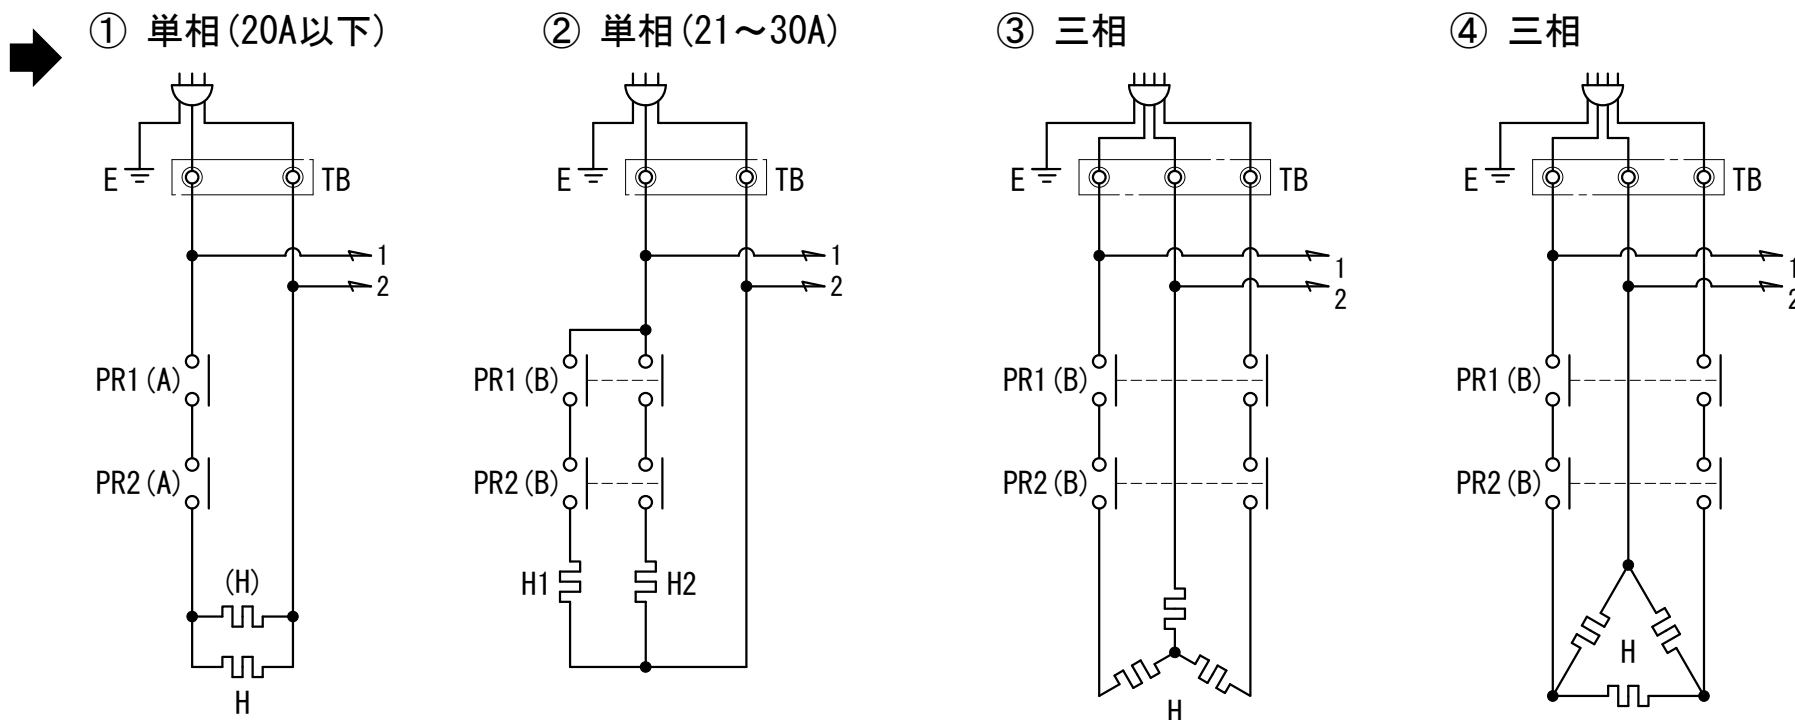 ① 単相(20A以下)
E
TB
1
2
PR1(A)
PR2(A)
(H)
H
② 単相(21～30A)
E
TB
1
2
PR1(B)
PR2(B)
H1
H2
③ 三相
E
TB
1
2
PR1(B)
PR2(B)
H
④ 三相
E
TB
1
2
PR1(B)
PR2(B)
H